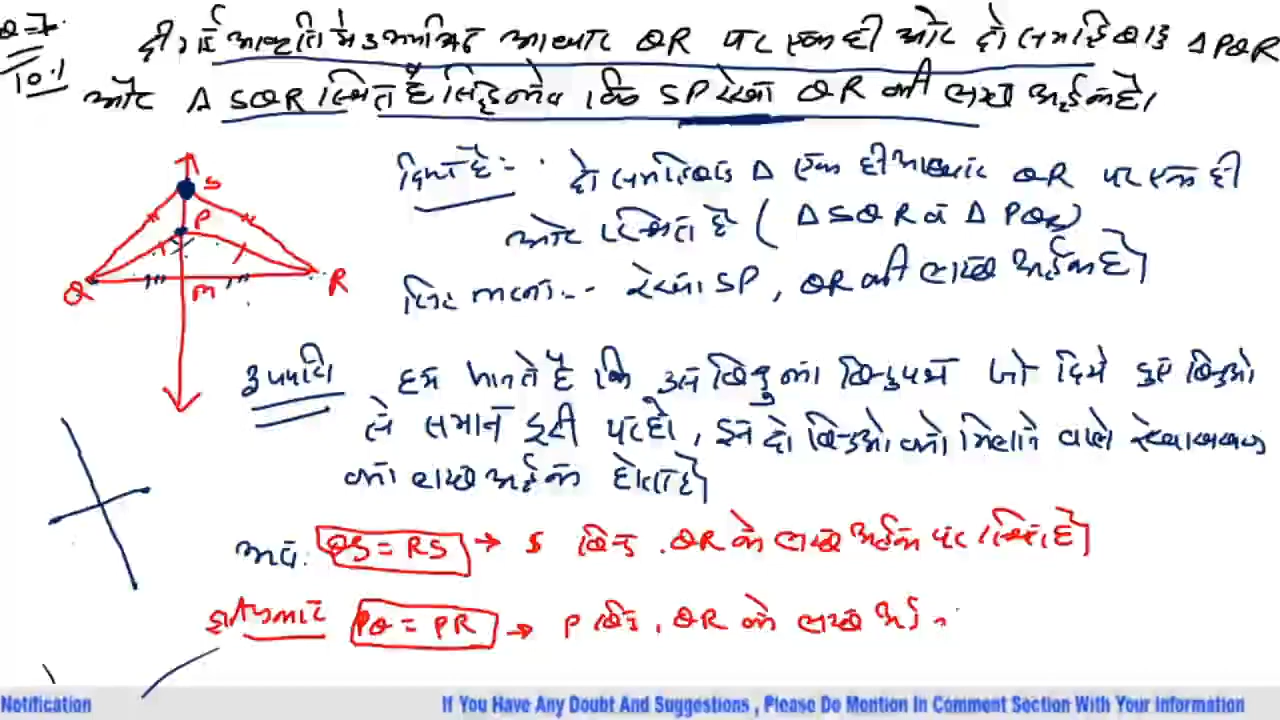 Q-7
10.1
दी गई आकृति में उभयनिष्ठ आधार QR पर एक ही ओर दो समद्विबाहु ΔPQR
और Δ SQR स्थित है सिद्ध करो कि SP रेखा QR की लम्ब अर्द्धक है।
S
P
Q
M
R
दिया है :- दो समद्विबाहु Δ एक ही आधार QR पर एक ही
ओर स्थित है ( Δ SQR व Δ PQR)
सिद्ध करना :- रेखा SP, QR की लम्ब अर्द्धक है
उपपत्ति
हम जानते है कि उस बिन्दु का बिन्दुपथ जो दिये हुए बिन्दुओ
से समान दूरी पर हो, इन दो बिन्दुओ को मिलाने वाले रेखाखण्ड
का लम्ब अर्द्धक होता है
अब QS = RS → S बिन्दु, QR के लम्ब अर्द्धक पर स्थित है
इसी प्रकार PQ = PR → P बिन्दु, QR के लम्ब अर्द्ध
Notification
If You Have Any Doubt And Suggestions , Please Do Mention In Comment Section With Your Information